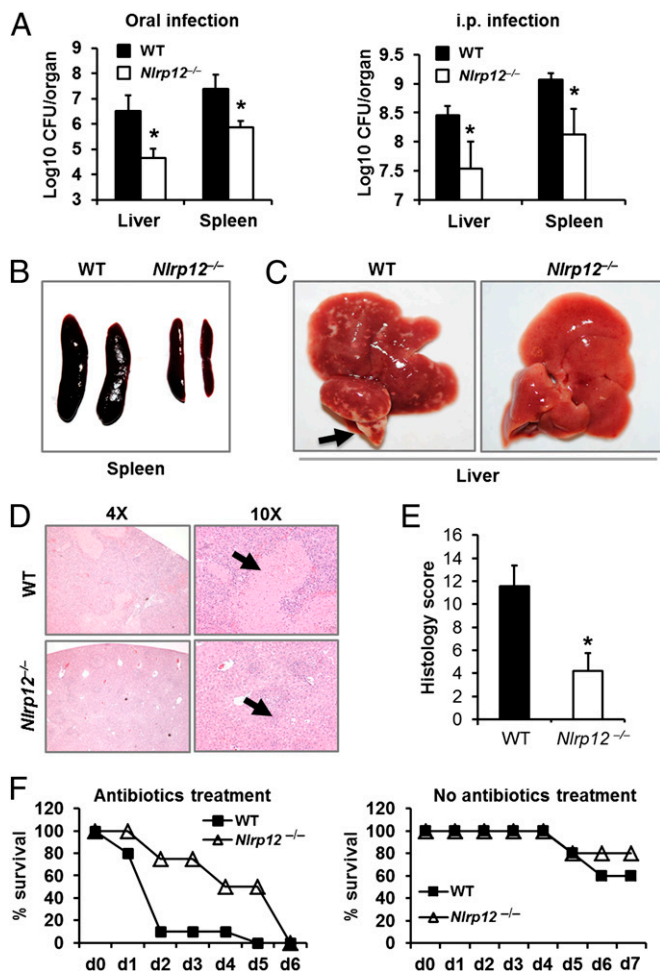 A
Oral infection
Log10 CFU/organ
8
7
6
5
4
3
WT
Nlrp12–/–
*
*
Liver
Spleen
i.p. infection
Log10 CFU/organ
9.5
9
8.5
8
7.5
7
WT
Nlrp12–/–
*
*
Liver
Spleen
B
WT
Nlrp12–/–
Spleen
C
WT
Nlrp12–/–
Liver
D
4X
10X
WT
Nlrp12–/–
E
Histology score
16
14
12
10
8
6
4
2
0
*
WT
Nlrp12 –/–
F
Antibiotics treatment
% survival
120
100
80
60
40
20
0
WT
Nlrp12 –/–
d0 d1 d2 d3 d4 d5 d6
No antibiotics treatment
% survival
120
100
80
60
40
20
0
WT
Nlrp12 –/–
d0 d1 d2 d3 d4 d5 d6 d7